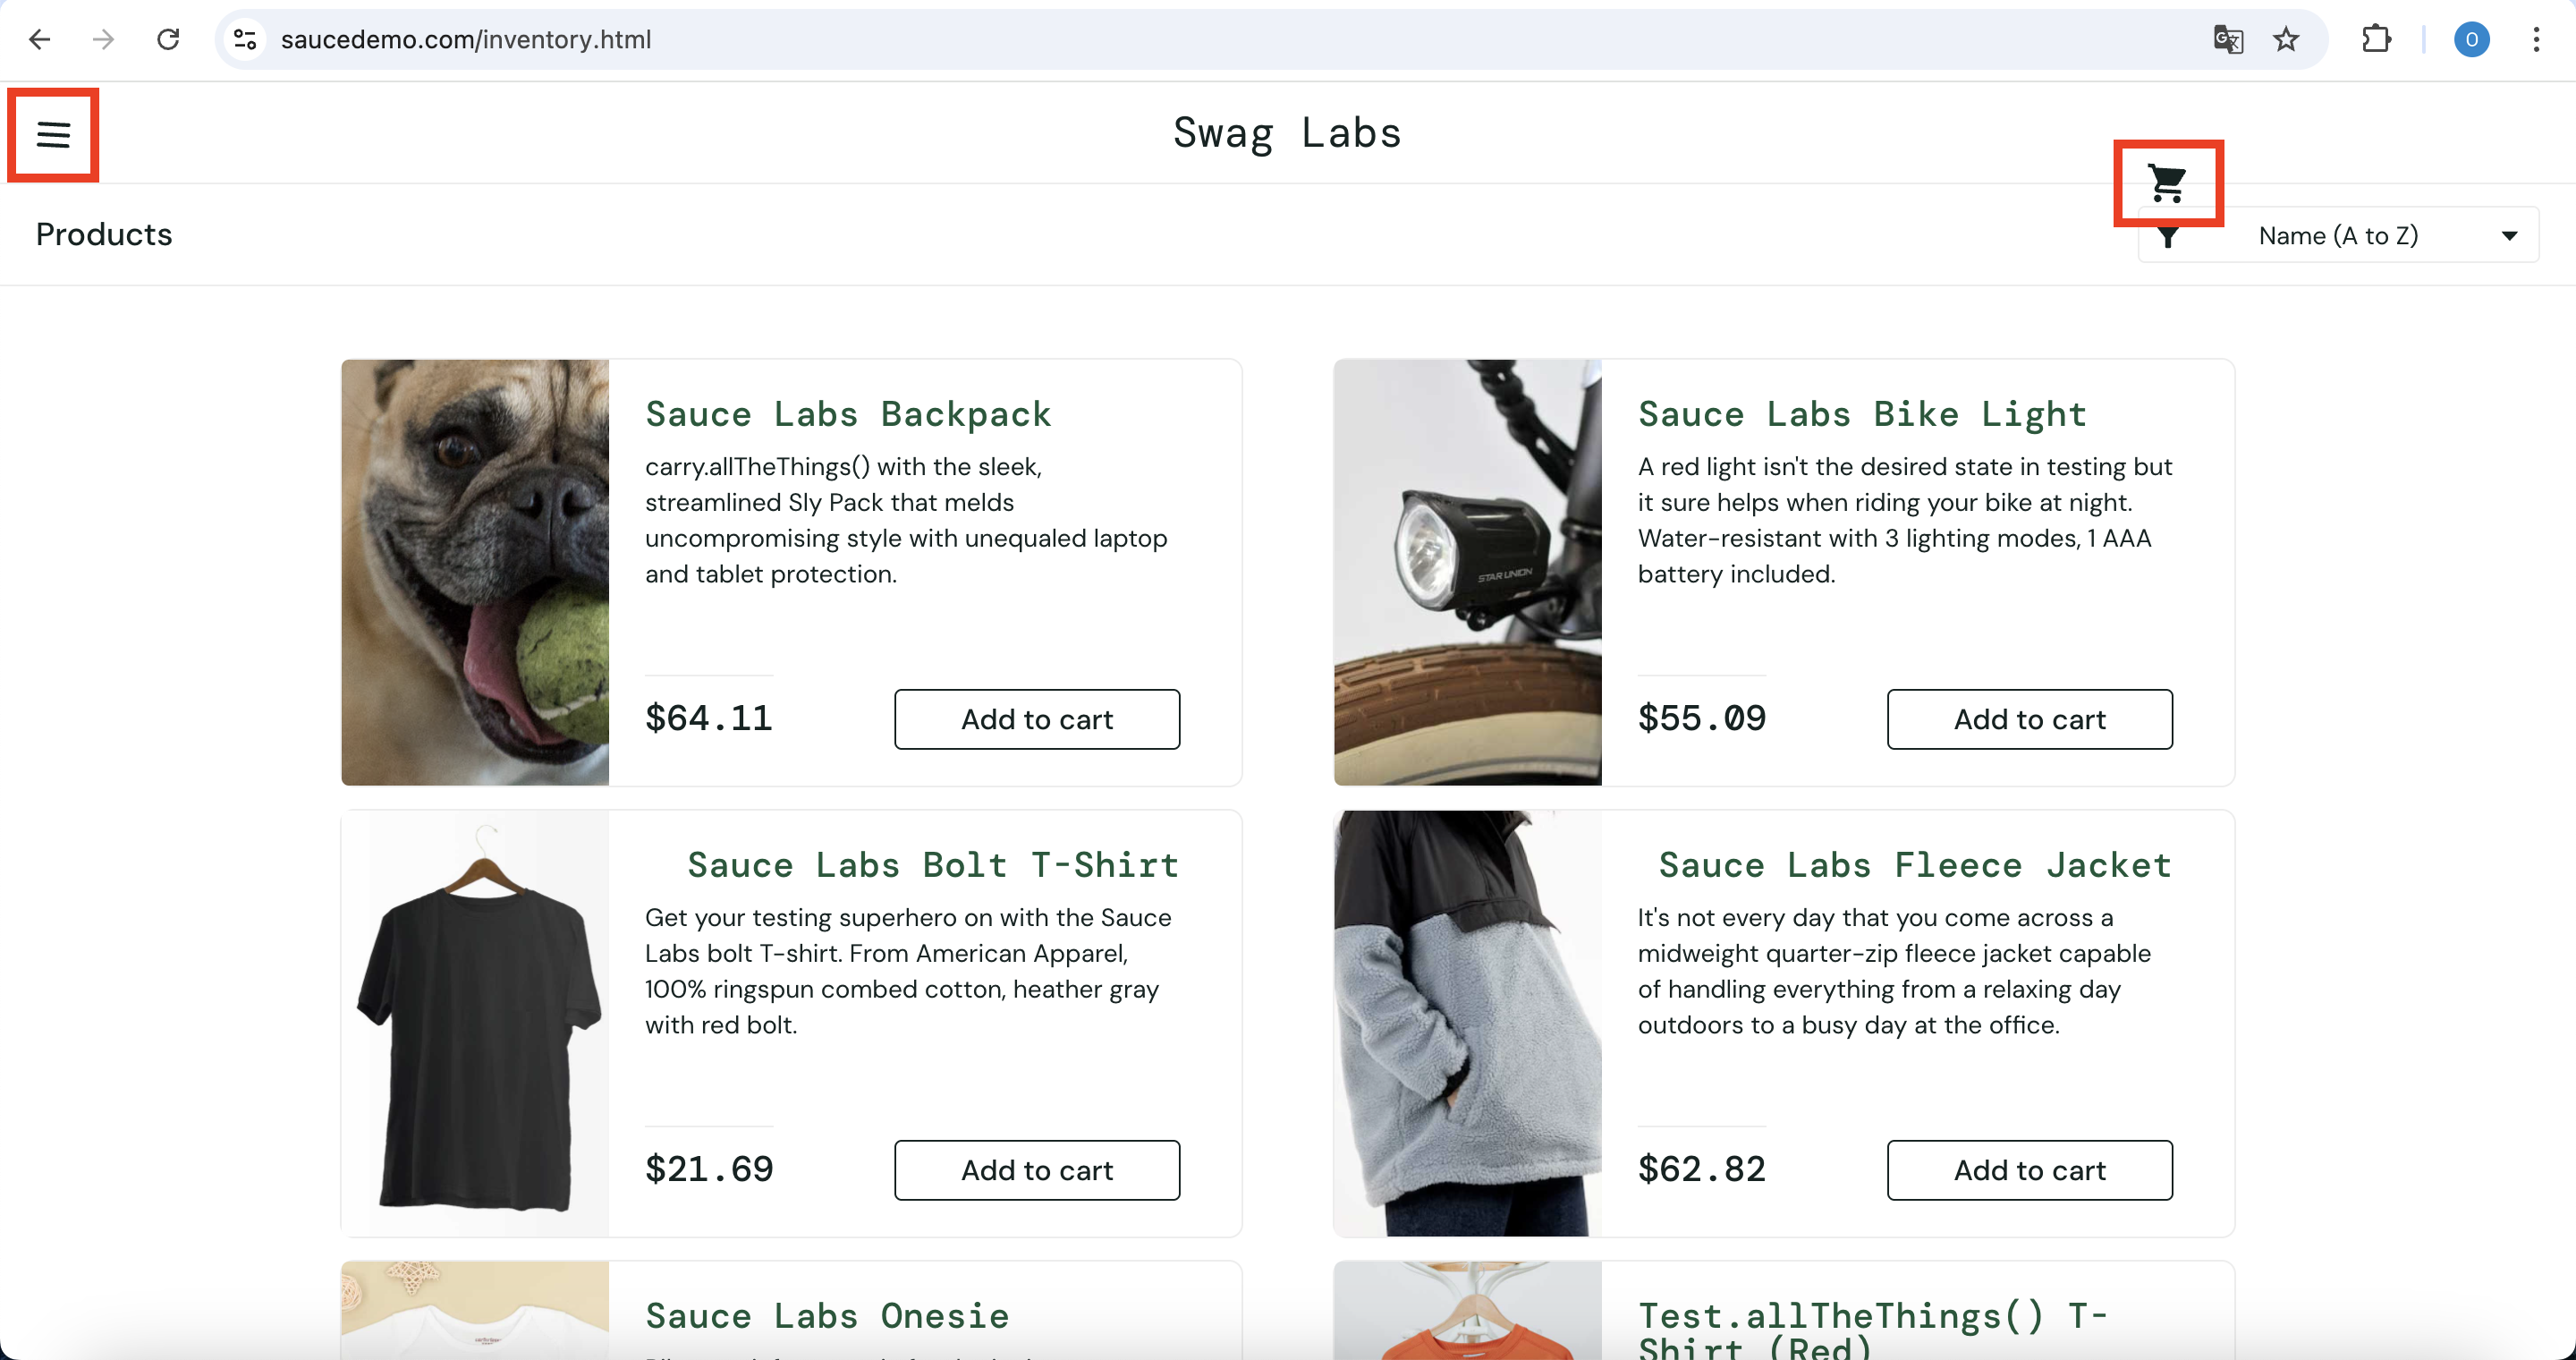 saucedemo.com/inventory.html
0
Swag Labs
Products
Name (A to Z)
Sauce Labs Backpack
carry.allTheThings() with the sleek,
streamlined Sly Pack that melds
uncompromising style with unequaled laptop
and tablet protection.
$64.11
Add to cart
Sauce Labs Bike Light
A red light isn't the desired state in testing but
it sure helps when riding your bike at night.
Water-resistant with 3 lighting modes, 1 AAA
battery included.
STAR UNION
$55.09
Add to cart
Sauce Labs Bolt T-Shirt
Get your testing superhero on with the Sauce
Labs bolt T-shirt. From American Apparel,
100% ringspun combed cotton, heather gray
with red bolt.
$21.69
Add to cart
Sauce Labs Fleece Jacket
It's not every day that you come across a
midweight quarter-zip fleece jacket capable
of handling everything from a relaxing day
outdoors to a busy day at the office.
$62.82
Add to cart
Sauce Labs Onesie
Test.allTheThings() T-
Shirt (Red)